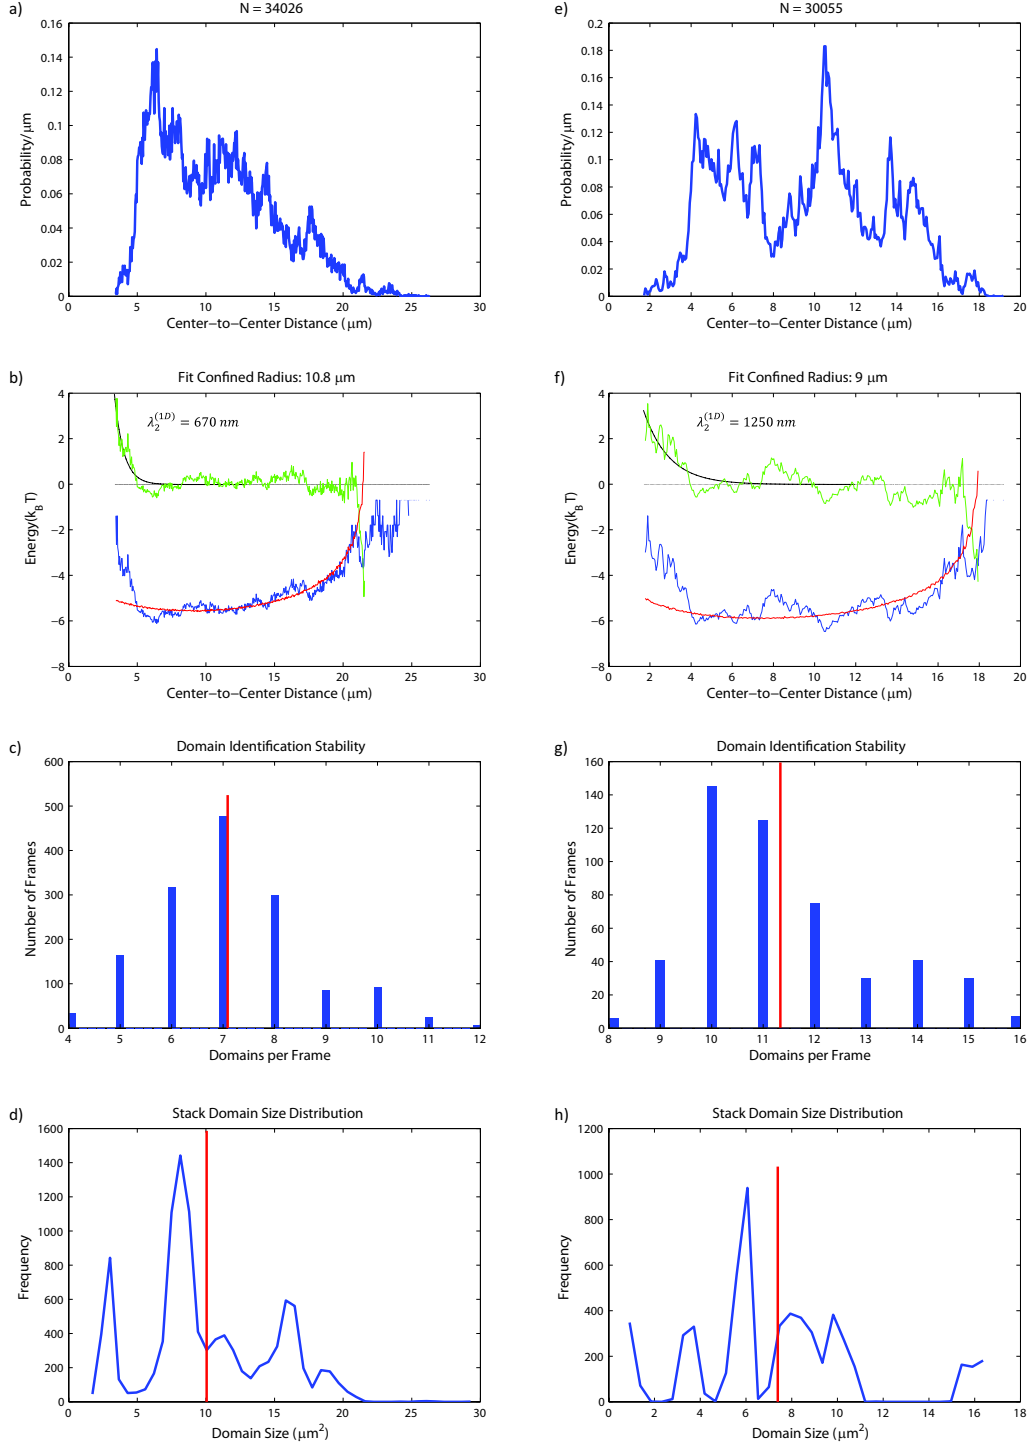 a)
N = 34026
0.16
0.14
0.12
0.1
0.08
0.06
0.04
0.02
0
Probability/μm
0 5 10 15 20 25 30
Center−to−Center Distance (μm)
e)
N = 30055
0.2
0.18
0.16
0.14
0.12
0.1
0.08
0.06
0.04
0.02
0
Probability/μm
0 2 4 6 8 10 12 14 16 18 20
Center−to−Center Distance (μm)
b)
Fit Confined Radius: 10.8 μm
λ₂⁽¹ᴰ⁾ = 670 nm
4
2
0
−2
−4
−6
−8
Energy(k_BT)
0 5 10 15 20 25 30
Center−to−Center Distance (μm)
f)
Fit Confined Radius: 9 μm
λ₂⁽¹ᴰ⁾ = 1250 nm
4
2
0
−2
−4
−6
−8
Energy(k_BT)
0 2 4 6 8 10 12 14 16 18 20
Center−to−Center Distance (μm)
c)
Domain Identification Stability
600
500
400
300
200
100
0
Number of Frames
4 5 6 7 8 9 10 11 12
Domains per Frame
g)
Domain Identification Stability
160
140
120
100
80
60
40
20
0
Number of Frames
8 9 10 11 12 13 14 15 16
Domains per Frame
d)
Stack Domain Size Distribution
1600
1400
1200
1000
800
600
400
200
0
Frequency
0 5 10 15 20 25 30
Domain Size (μm²)
h)
Stack Domain Size Distribution
1200
1000
800
600
400
200
0
Frequency
0 2 4 6 8 10 12 14 16 18
Domain Size (μm²)